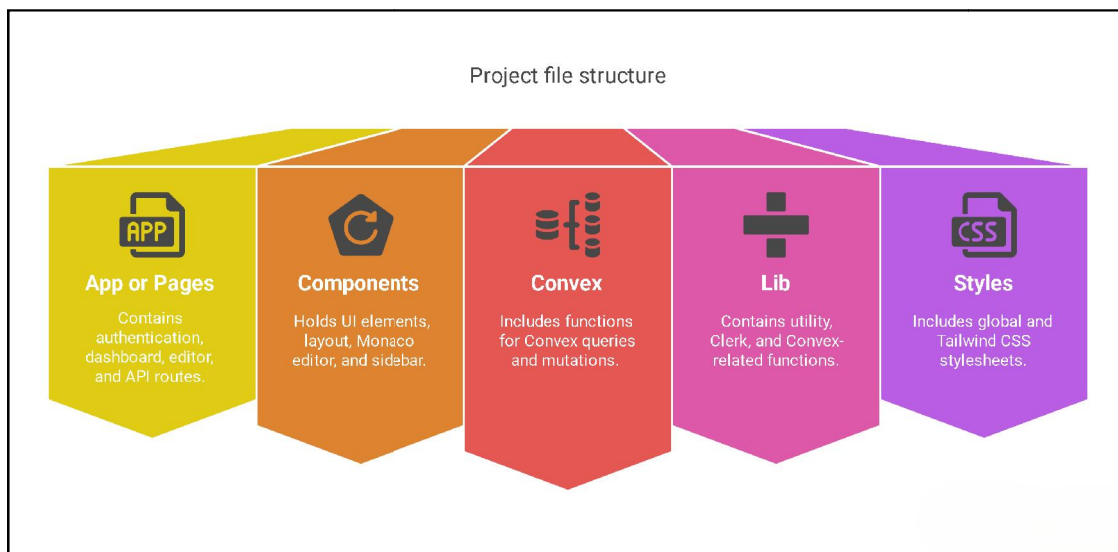 Project file structure
APP
App or Pages
Contains
authentication,
dashboard, editor,
and API routes.
Components
Holds UI elements,
layout, Monaco
editor, and sidebar.
Convex
Includes functions
for Convex queries
and mutations.
Lib
Contains utility,
Clerk, and Convex-
related functions.
CSS
Styles
Includes global and
Tailwind CSS
stylesheets.